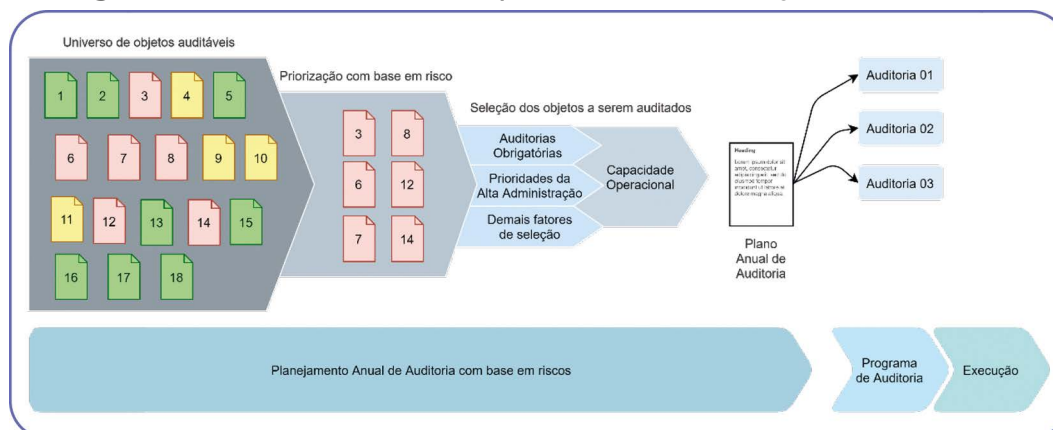 Universo de objetos auditáveis
1
2
3
4
5
6
7
8
9
10
11
12
13
14
15
16
17
18
Priorização com base em risco
3
8
6
12
7
14
Seleção dos objetos a serem auditados
Auditorias
Obrigatórias
Prioridades da
Alta Administração
Demais fatores
de seleção
Capacidade
Operacional
Heading
Plano
Anual de
Auditoria
Auditoria 01
Auditoria 02
Auditoria 03
Planejamento Anual de Auditoria com base em riscos
Programa
de Auditoria
Execução